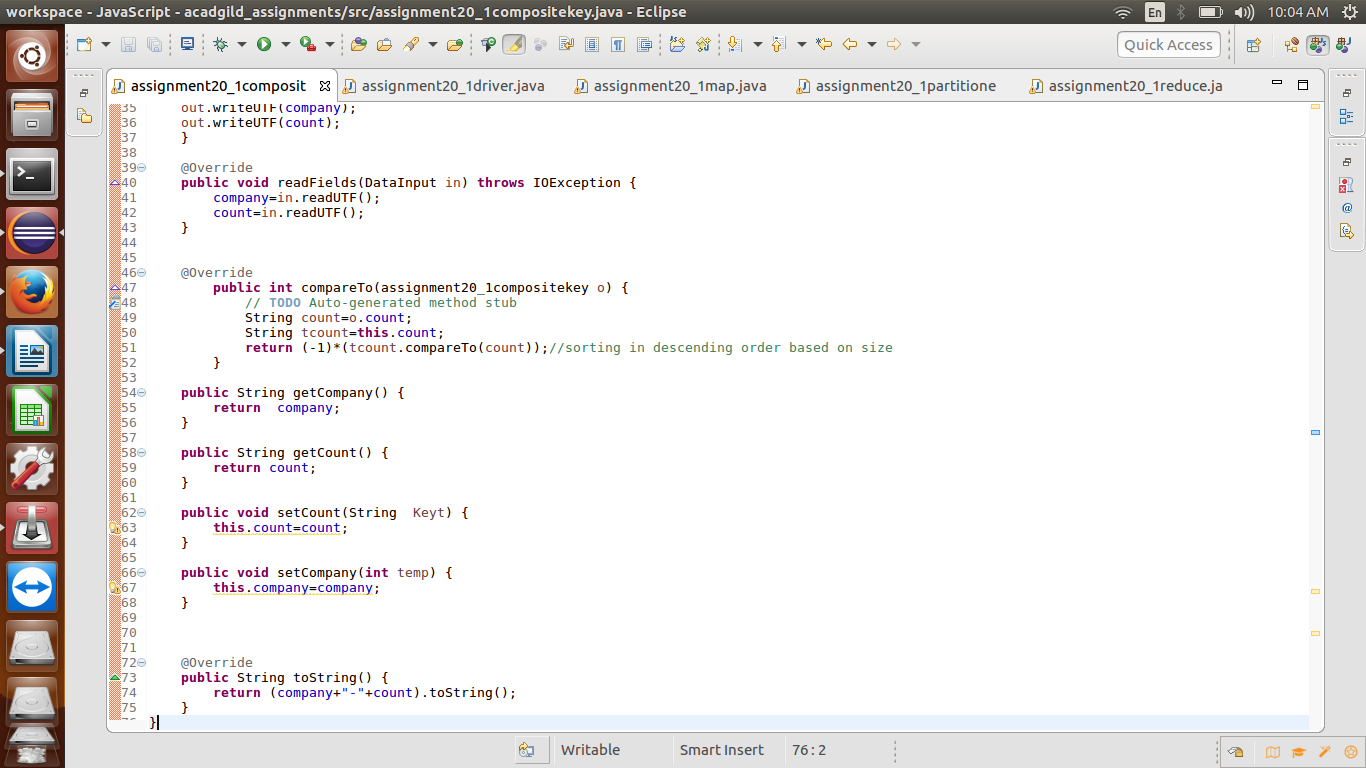 workspace - JavaScript - acadgild_assignments/src/assignment20_1compositekey.java - Eclipse
En
10:04 AM
Quick Access
assignment20_1composit
assignment20_1driver.java
assignment20_1map.java
assignment20_1partitione
assignment20_1reduce.ja
35 out.writeUTF(company);
36 out.writeUTF(count);
37 }
38
39 @Override
40 public void readFields(DataInput in) throws IOException {
41 company=in.readUTF();
42 count=in.readUTF();
43 }
44
45
46 @Override
47 public int compareTo(assignment20_1compositekey o) {
48 // TODO Auto-generated method stub
49 String count=o.count;
50 String tcount=this.count;
51 return (-1)*(tcount.compareTo(count));//sorting in descending order based on size
52 }
53
54 public String getCompany() {
55 return  company;
56 }
57
58 public String getCount() {
59 return count;
60 }
61
62 public void setCount(String  Keyt) {
63 this.count=count;
64 }
65
66 public void setCompany(int temp) {
67 this.company=company;
68 }
69
70
71
72 @Override
73 public String toString() {
74 return (company+"-"+count).toString();
75 }
76 }
Writable
Smart Insert
76 : 2